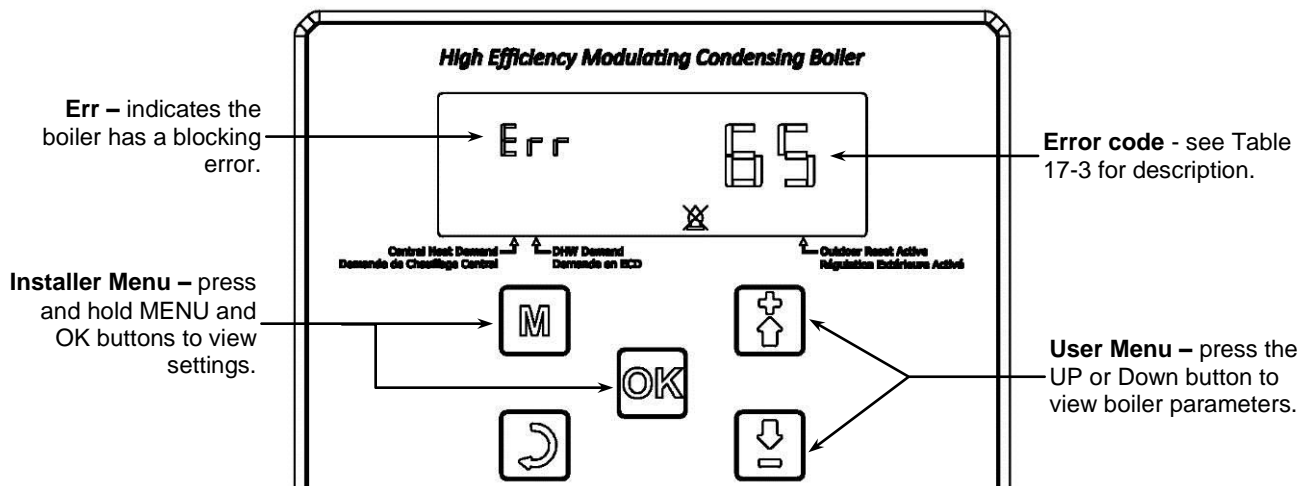 High Efficiency Modulating Condensing Boiler
Err – indicates the
boiler has a blocking
error.
Err
65
Error code - see Table
17-3 for description.
Central Heat Demand
Demande de Chauffage Central
DHW Demand
Demande en ECD
Outdoor Reset Active
Régulation Extérieure Activé
Installer Menu – press
and hold MENU and
OK buttons to view
settings.
M
OK
User Menu – press the
UP or Down button to
view boiler parameters.